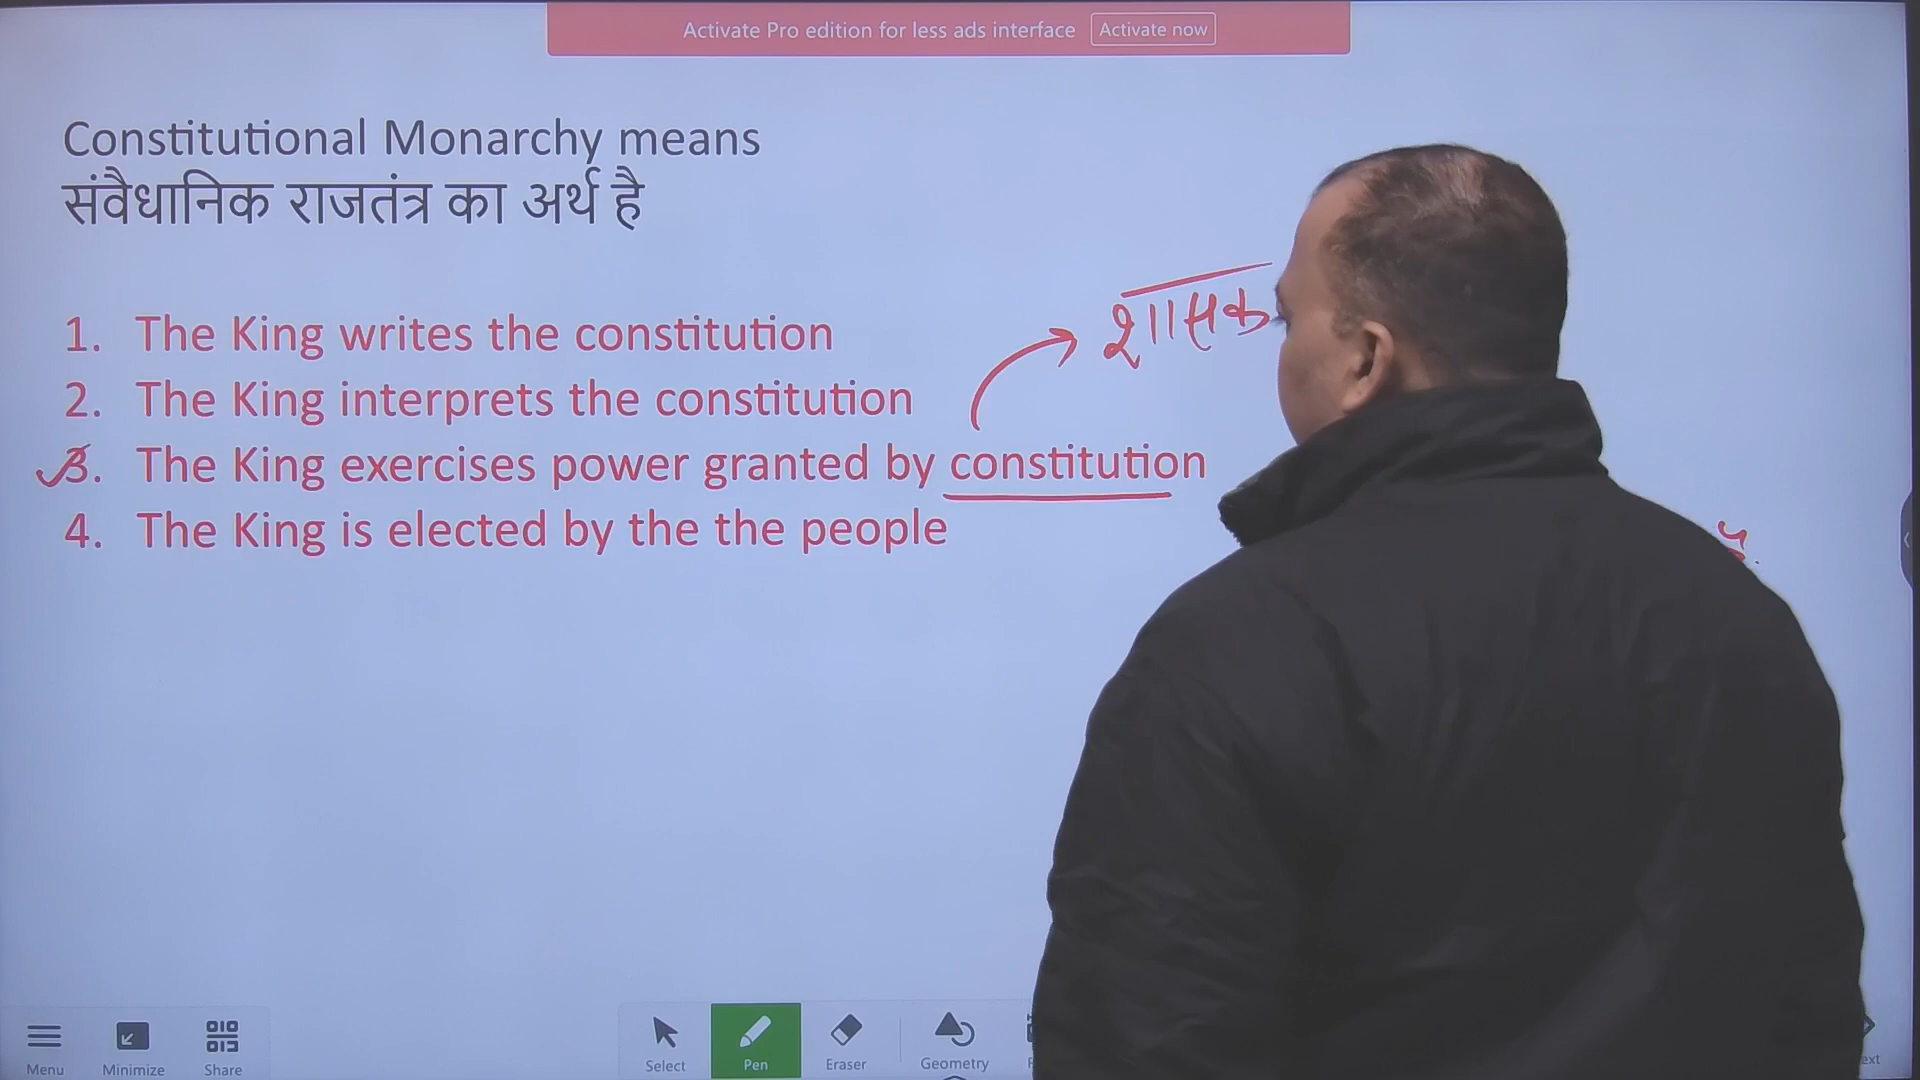 Activate Pro edition for less ads interface Activate now
Constitutional Monarchy means
संवैधानिक राजतंत्र का अर्थ है
1. The King writes the constitution
2. The King interprets the constitution
3. The King exercises power granted by constitution
4. The King is elected by the the people
शासक
Menu Minimize Share Select Pen Eraser Geometry